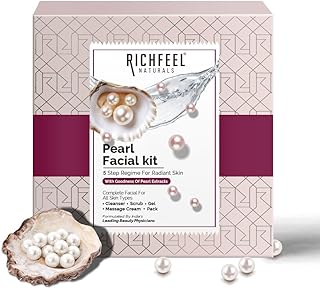 RICHFEEL
NATURALS
Pearl
Facial kit
5 Step Regime For Radiant Skin
With Goodness Of Pearl Extracts
Complete Facial For
All Skin Types
• Cleanser • Scrub • Gel
• Massage Cream • Pack
Formulated By India's
Leading Beauty Physicians